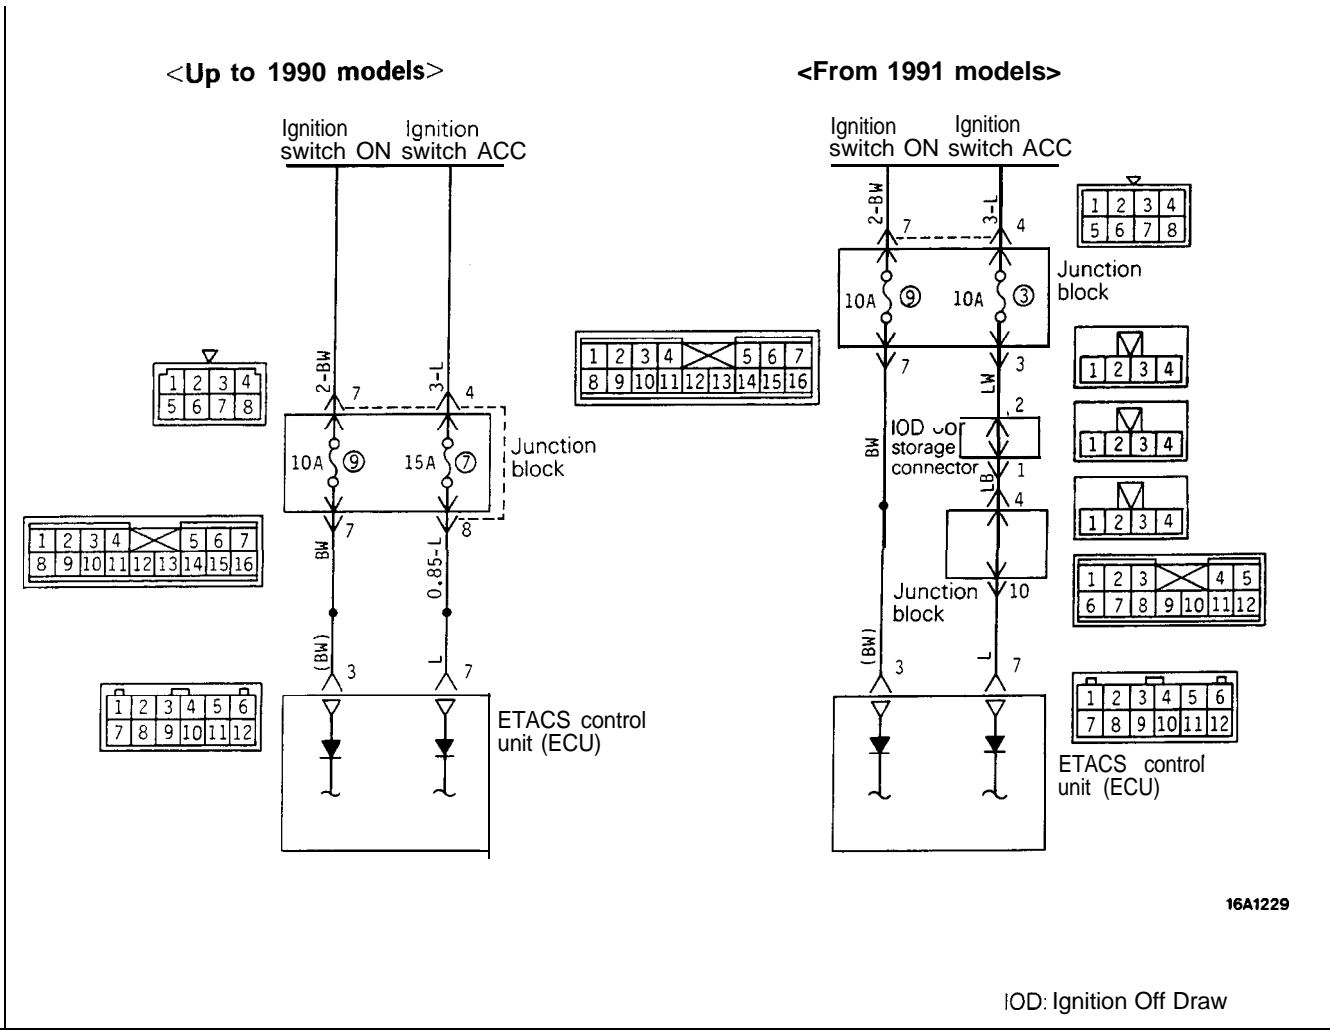 <Up to 1990 models>
Ignition switch ON
Ignition switch ACC
2-BW
3-L
7
4
1 2 3 4
5 6 7 8
10A ⑨
15A ⑦
Junction
block
7
8
BW
0.85-L
1 2 3 4 5 6 7
8 9 10 11 12 13 14 15 16
(BW)
L
3
7
1 2 3 4 5 6
7 8 9 10 11 12
ETACS control
unit (ECU)
<From 1991 models>
Ignition switch ON
Ignition switch ACC
2-BW
3-L
7
4
1 2 3 4
5 6 7 8
Junction
block
10A ⑨
10A ③
1 2 3 4 5 6 7
8 9 10 11 12 13 14 15 16
7
3
LW
1 2 3 4
BW
2
IOD or
storage
connector
1
1 2 3 4
LB
4
1 2 3 4
Junction
block
10
1 2 3 4 5
6 7 8 9 10 11 12
(BW)
L
3
7
1 2 3 4 5 6
7 8 9 10 11 12
ETACS control
unit (ECU)
16A1229
IOD: Ignition Off Draw